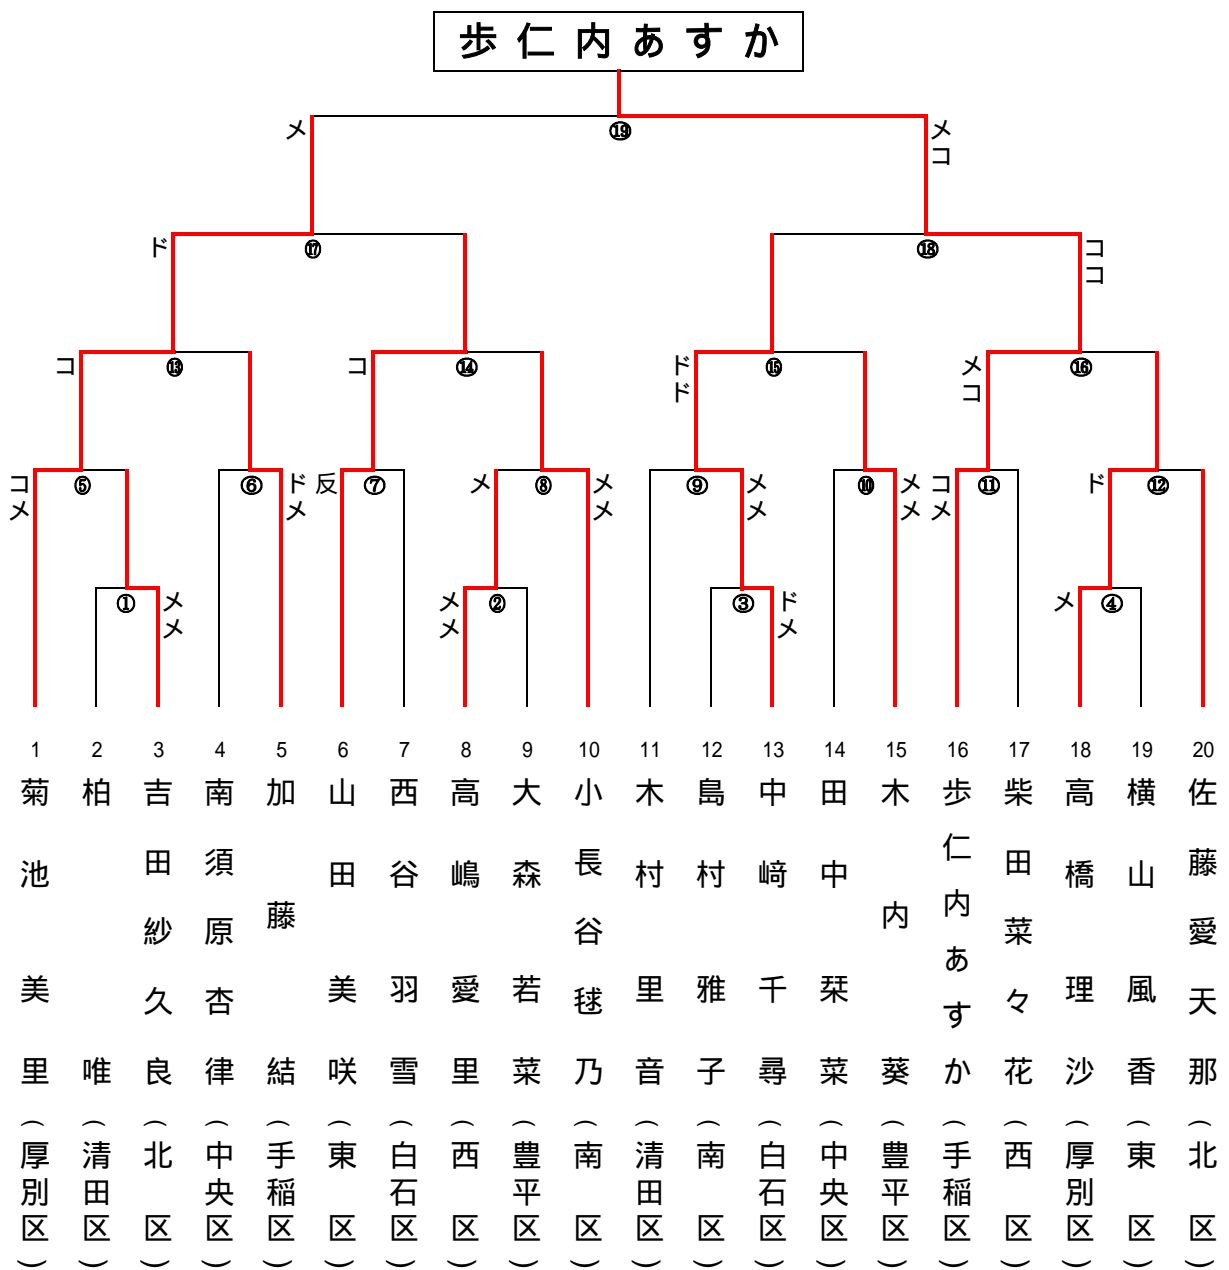 歩仁内あすか
メ
⑲
メ
コ
ド
⑰
⑱
コ
コ
コ
⑬
コ
⑭
ド
ド
⑮
メ
コ
⑯
コ
メ
⑤
⑥
ド
メ
反
⑦
メ
⑧
メ
メ
⑨
メ
メ
⑩
メ
メ
コ
メ
⑪
ド
⑫
①
メ
メ
メ
メ
②
③
ド
メ
メ
④
1 菊池美里(厚別区)
2 柏唯(清田区)
3 吉田紗久良(北区)
4 南須原杏律(中央区)
5 加藤結(手稲区)
6 山田美咲(東区)
7 西谷羽雪(白石区)
8 高嶋愛里(西区)
9 大森若菜(豊平区)
10 小長谷毬乃(南区)
11 木村里音(清田区)
12 島村雅子(南区)
13 中﨑千尋(白石区)
14 田中栞菜(中央区)
15 木内葵(豊平区)
16 歩仁内あすか(手稲区)
17 柴田菜々花(西区)
18 高橋理沙(厚別区)
19 横山風香(東区)
20 佐藤愛天那(北区)